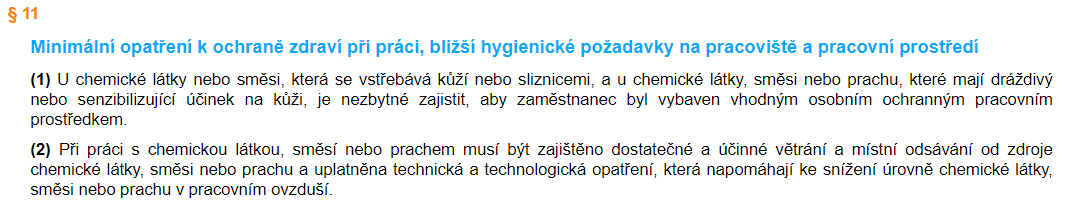 § 11
Minimální opatření k ochraně zdraví při práci, bližší hygienické požadavky na pracoviště a pracovní prostředí
(1) U chemické látky nebo směsi, která se vstřebává kůží nebo sliznicemi, a u chemické látky, směsi nebo prachu, které mají dráždivý
nebo senzibilizující účinek na kůži, je nezbytné zajistit, aby zaměstnanec byl vybaven vhodným osobním ochranným pracovním
prostředkem.
(2) Při práci s chemickou látkou, směsí nebo prachem musí být zajištěno dostatečné a účinné větrání a místní odsávání od zdroje
chemické látky, směsi nebo prachu a uplatněna technická a technologická opatření, která napomáhají ke snížení úrovně chemické látky,
směsi nebo prachu v pracovním ovzduší.